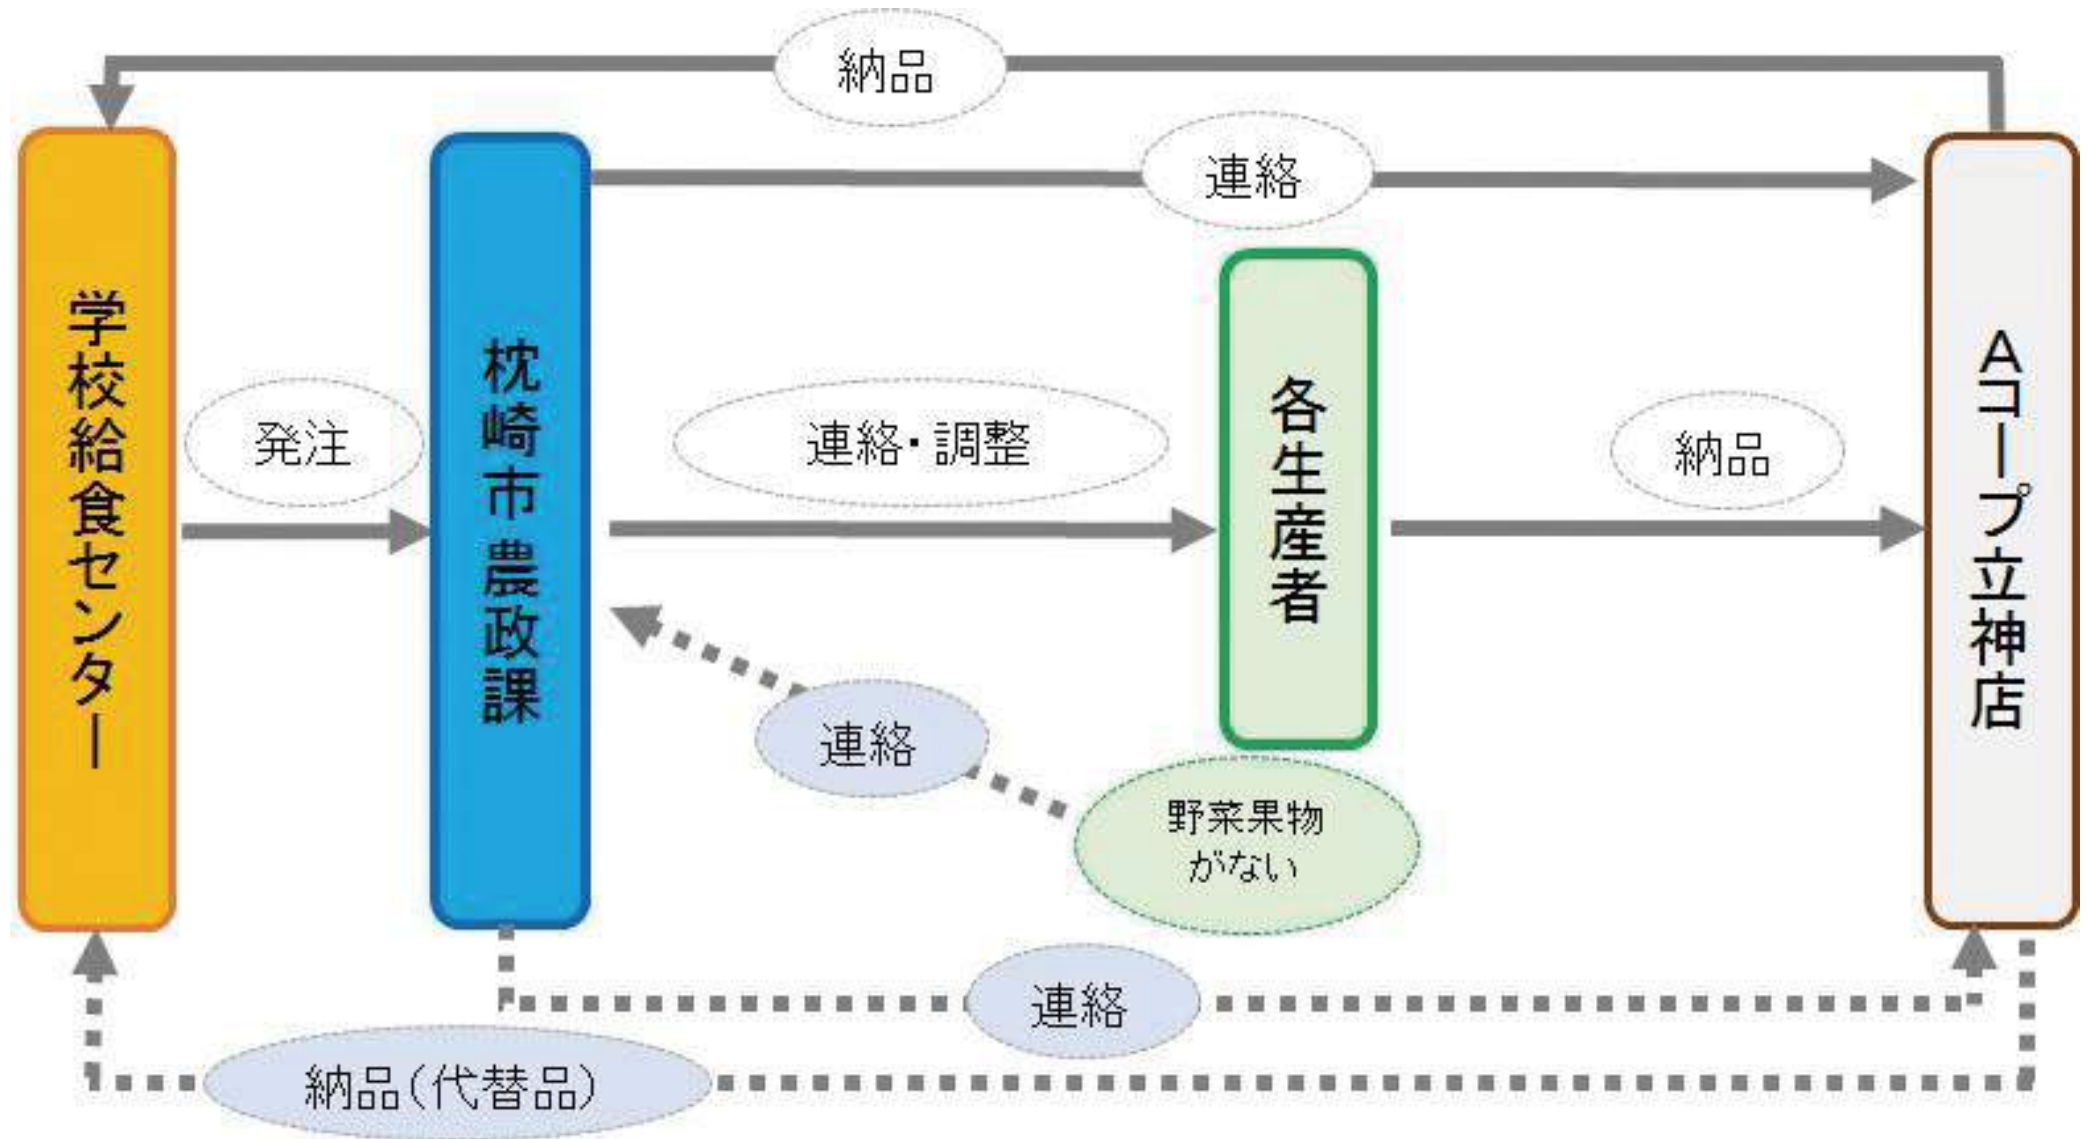 納品
連絡
学校給食センター
発注
枕崎市農政課
連絡・調整
各生産者
納品
Aコープ立神店
連絡
野菜果物
がない
連絡
納品(代替品)